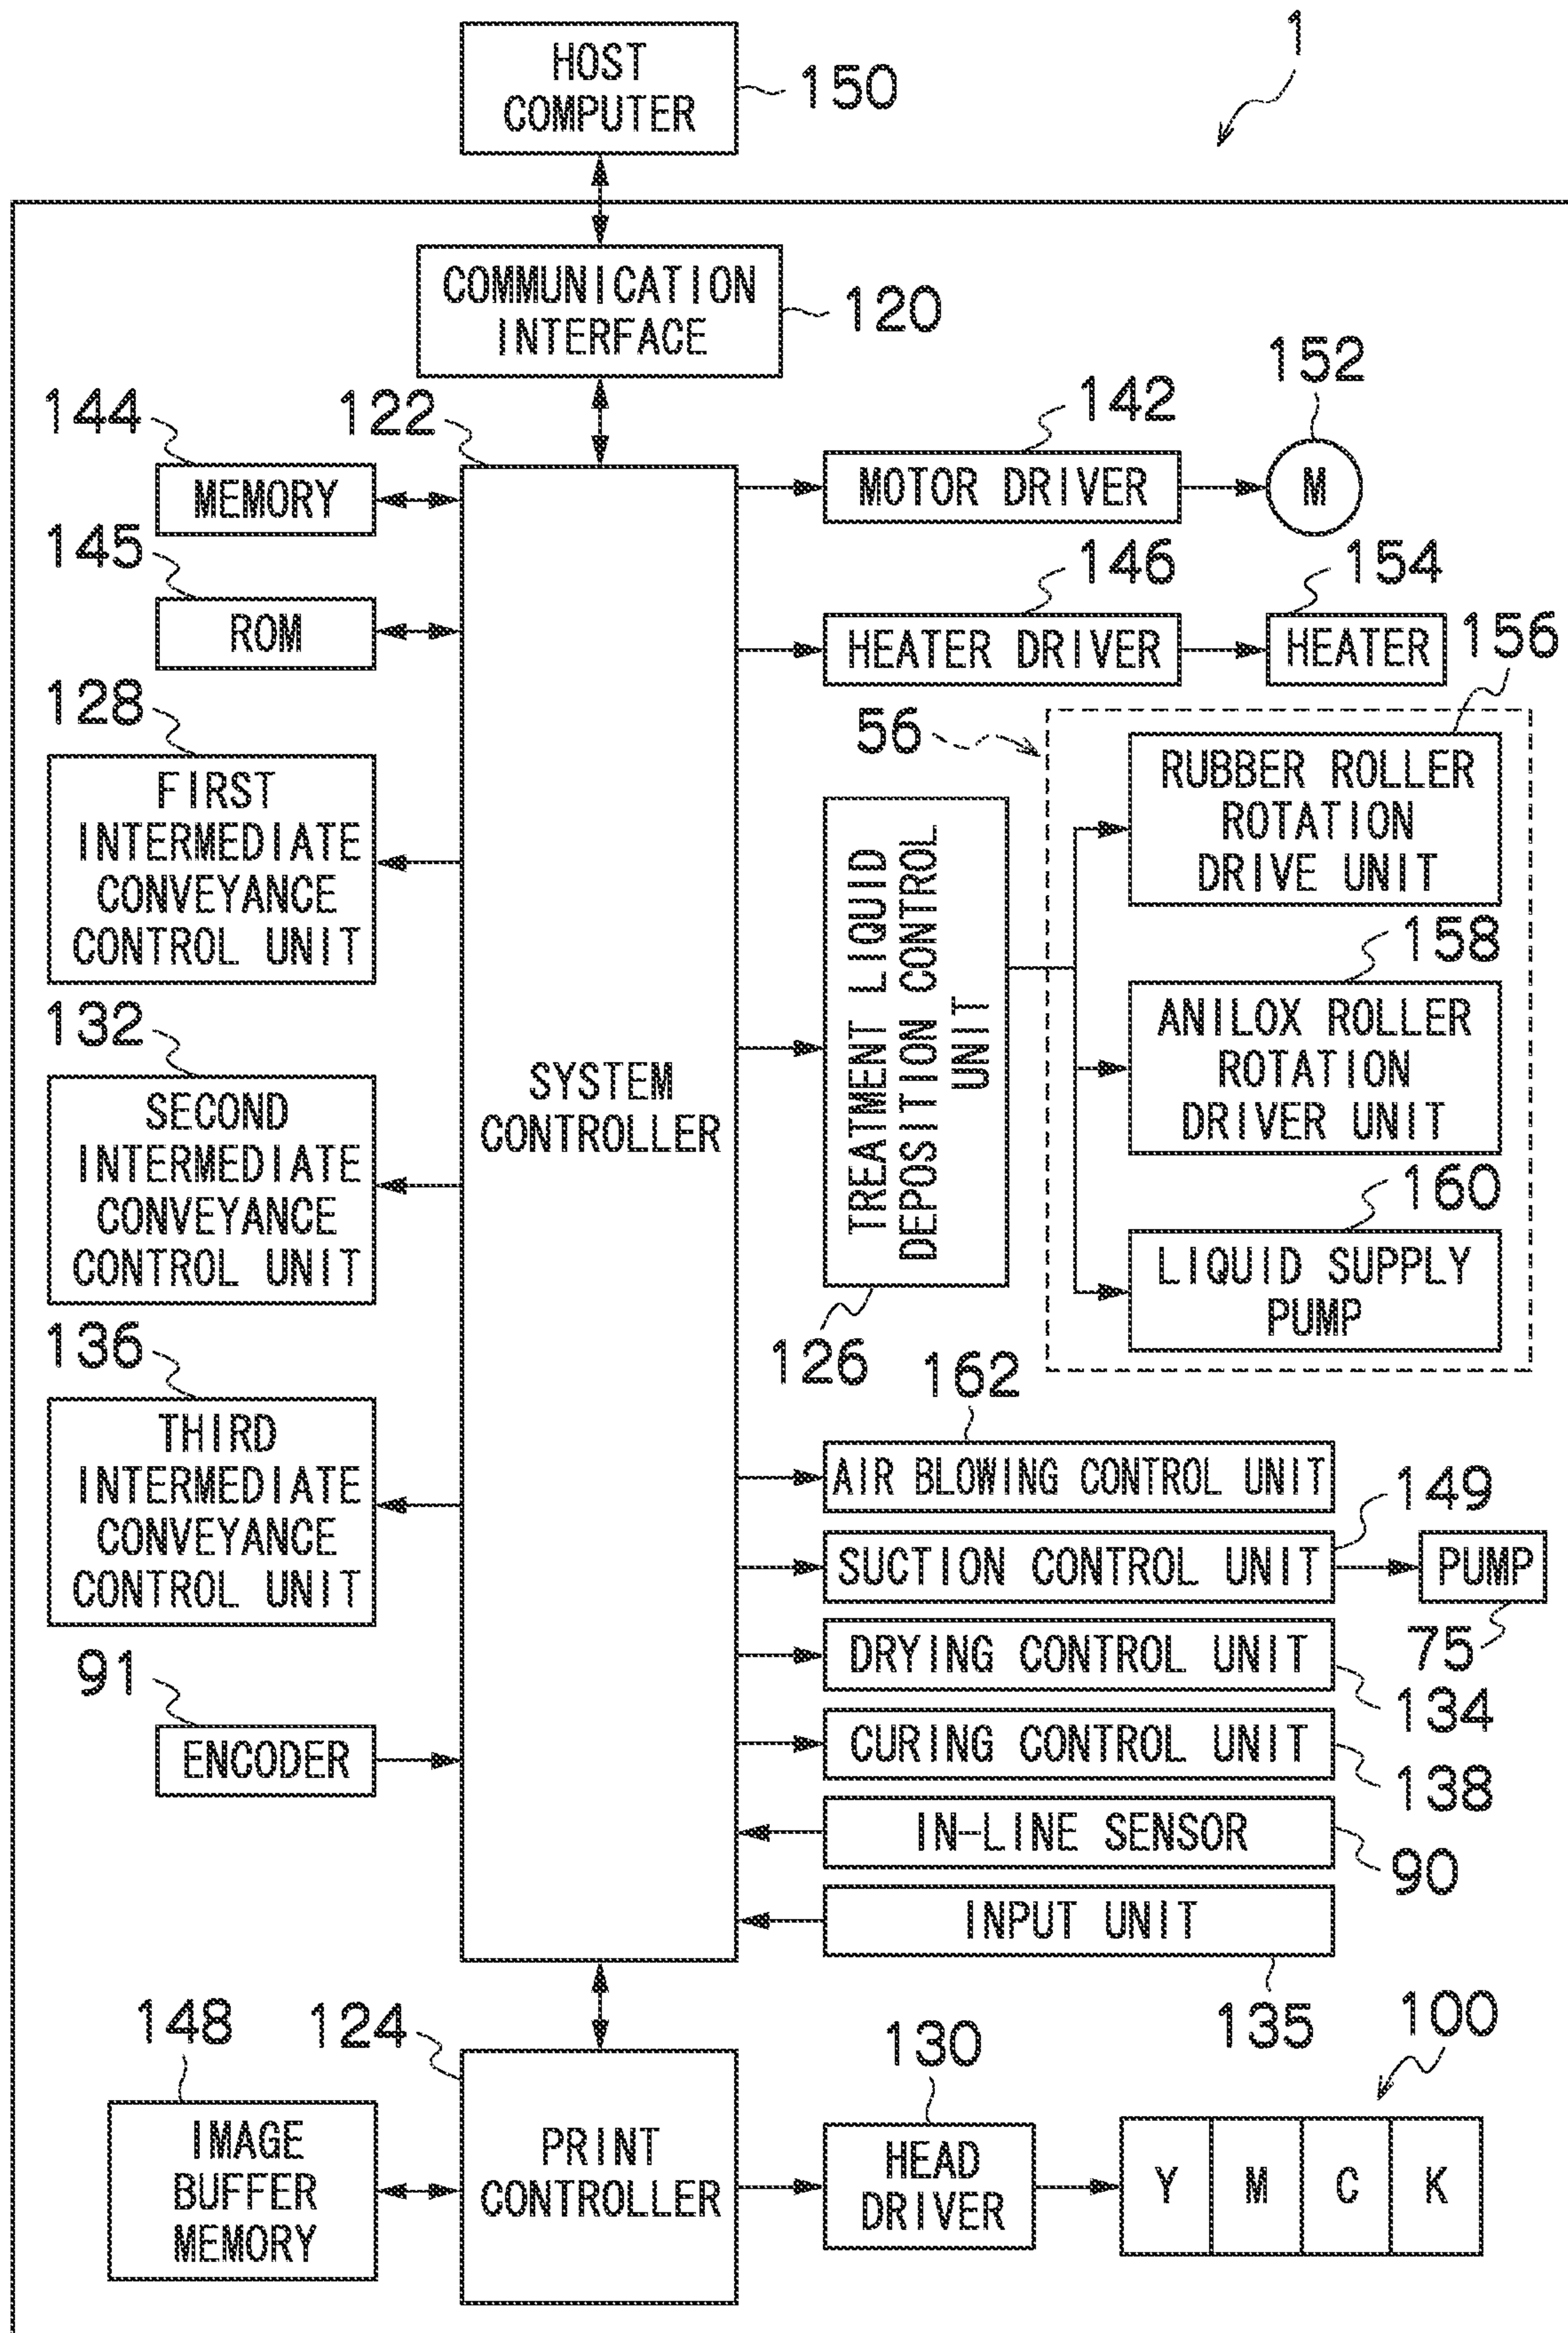 1
HOST
COMPUTER
150
COMMUNICATION
INTERFACE
120
144
122
142
152
MEMORY
MOTOR DRIVER
M
145
146
154
ROM
HEATER DRIVER
HEATER
156
128
56
FIRST
INTERMEDIATE
CONVEYANCE
CONTROL UNIT
RUBBER ROLLER
ROTATION
DRIVE UNIT
132
158
SECOND
INTERMEDIATE
CONVEYANCE
CONTROL UNIT
SYSTEM
CONTROLLER
TREATMENT LIQUID
DEPOSITION CONTROL
UNIT
126
ANILOX ROLLER
ROTATION
DRIVER UNIT
160
LIQUID SUPPLY
PUMP
136
162
THIRD
INTERMEDIATE
CONVEYANCE
CONTROL UNIT
AIR BLOWING CONTROL UNIT
149
SUCTION CONTROL UNIT
PUMP
75
91
DRYING CONTROL UNIT
134
ENCODER
CURING CONTROL UNIT
138
IN-LINE SENSOR
90
INPUT UNIT
135
148
124
130
100
IMAGE
BUFFER
MEMORY
PRINT
CONTROLLER
HEAD
DRIVER
Y M C K